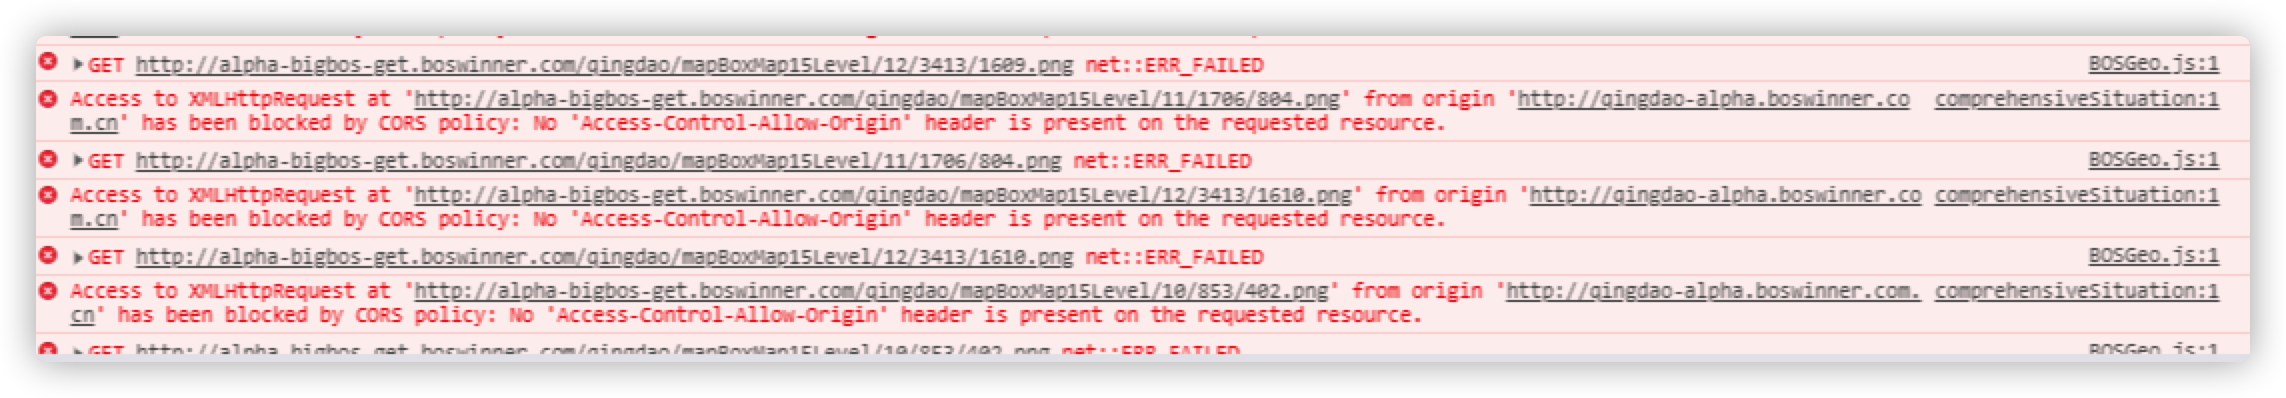 GET http://alpha-bigbos-get.boswinner.com/qingdao/mapBoxMap15Level/12/3413/1609.png net::ERR_FAILED BOSGeo.js:1
Access to XMLHttpRequest at 'http://alpha-bigbos-get.boswinner.com/qingdao/mapBoxMap15Level/11/1706/804.png' from origin 'http://qingdao-alpha.boswinner.co comprehensiveSituation:1
m.cn' has been blocked by CORS policy: No 'Access-Control-Allow-Origin' header is present on the requested resource.
GET http://alpha-bigbos-get.boswinner.com/qingdao/mapBoxMap15Level/11/1706/804.png net::ERR_FAILED BOSGeo.js:1
Access to XMLHttpRequest at 'http://alpha-bigbos-get.boswinner.com/qingdao/mapBoxMap15Level/12/3413/1610.png' from origin 'http://qingdao-alpha.boswinner.co comprehensiveSituation:1
m.cn' has been blocked by CORS policy: No 'Access-Control-Allow-Origin' header is present on the requested resource.
GET http://alpha-bigbos-get.boswinner.com/qingdao/mapBoxMap15Level/12/3413/1610.png net::ERR_FAILED BOSGeo.js:1
Access to XMLHttpRequest at 'http://alpha-bigbos-get.boswinner.com/qingdao/mapBoxMap15Level/10/853/402.png' from origin 'http://qingdao-alpha.boswinner.com. comprehensiveSituation:1
cn' has been blocked by CORS policy: No 'Access-Control-Allow-Origin' header is present on the requested resource.
GET http://alpha-bigbos-get.boswinner.com/qingdao/mapBoxMap15Level/10/853/402.png net::ERR_FAILED BOSGeo.js:1